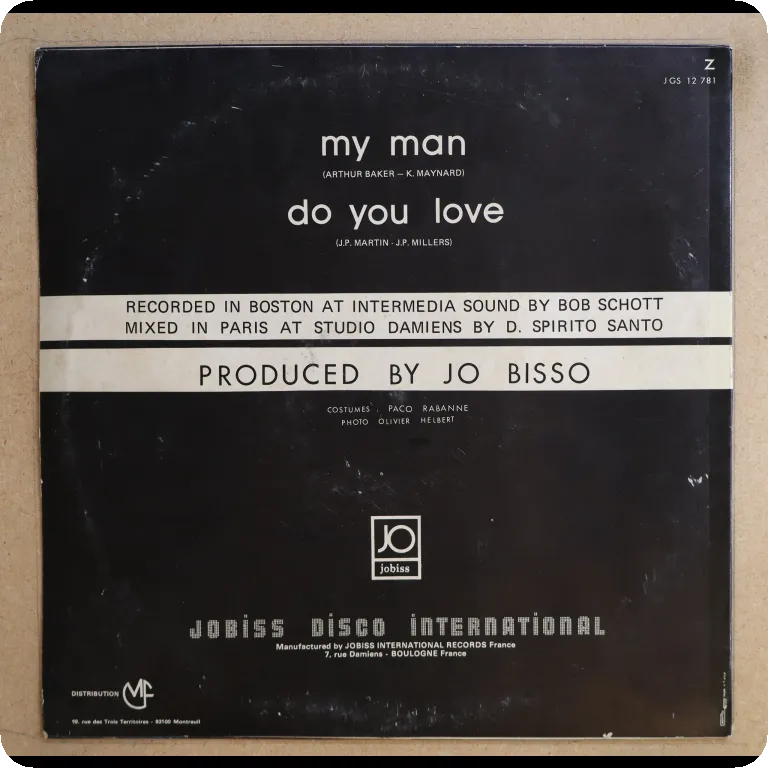 Z
JGS 12 781
my man
(ARTHUR BAKER – K. MAYNARD)
do you love
(J.P. MARTIN - J.P. MILLERS)
RECORDED IN BOSTON AT INTERMEDIA SOUND BY BOB SCHOTT
MIXED IN PARIS AT STUDIO DAMIENS BY D. SPIRITO SANTO
PRODUCED BY JO BISSO
COSTUMES . PACO RABANNE
PHOTO OLIVIER HELBERT
JO
jobiss
JOBISS DISCO INTERNATIONAL
Manufactured by JOBISS INTERNATIONAL RECORDS France
7, rue Damiens - BOULOGNE France
DISTRIBUTION MF
19, rue des Trois Territoires - 93100 Montreuil